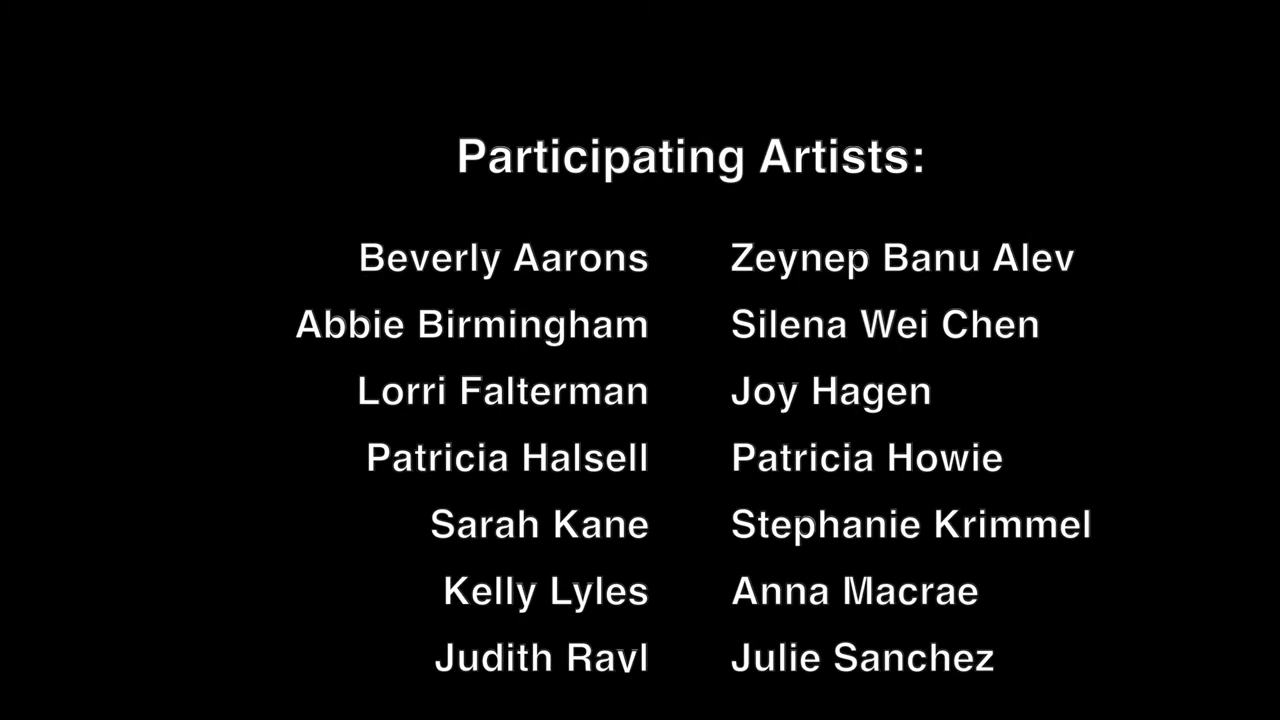 Participating Artists:
Beverly Aarons Zeynep Banu Alev
Abbie Birmingham Silena Wei Chen
Lorri Falterman Joy Hagen
Patricia Halsell Patricia Howie
Sarah Kane Stephanie Krimmel
Kelly Lyles Anna Macrae
Judith Julie Sanchez